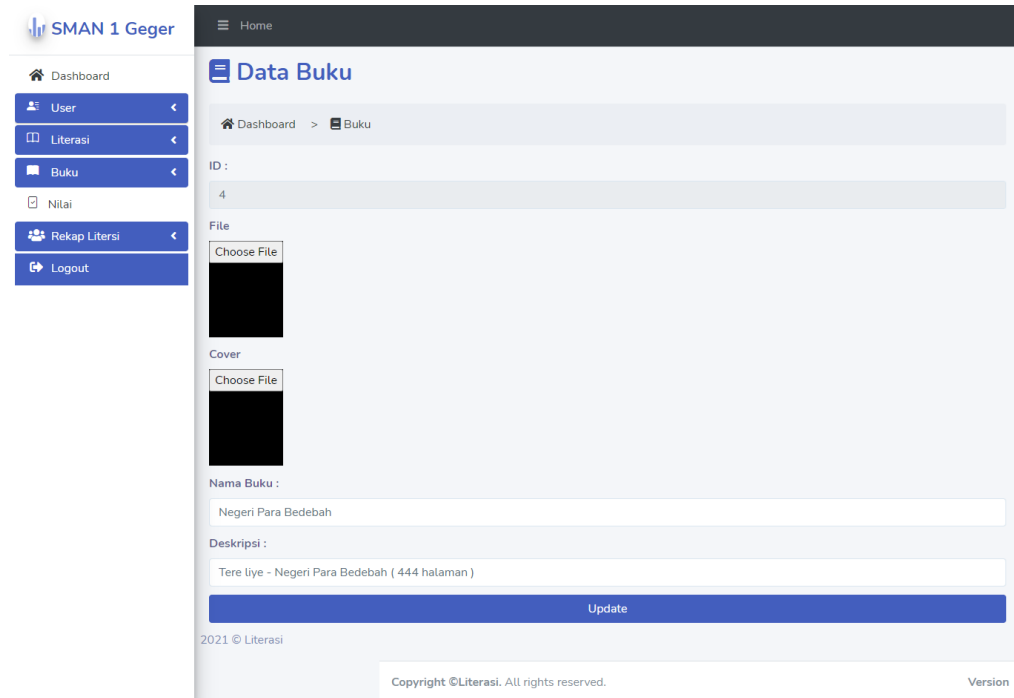 SMAN 1 Geger
Home
Dashboard
User
Literasi
Buku
Nilai
Rekap Litersi
Logout
Data Buku
Dashboard > Buku
ID :
4
File
Choose File
Cover
Choose File
Nama Buku :
Negeri Para Bedebah
Deskripsi :
Tere liye - Negeri Para Bedebah ( 444 halaman )
Update
2021 © Literasi
Copyright ©Literasi. All rights reserved.
Version